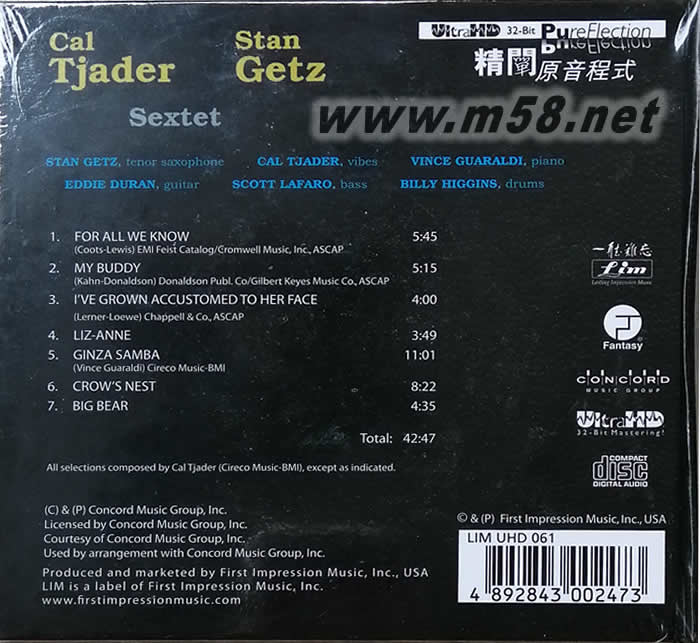 Cal
Tjader
Stan
Getz
Sextet
UltraHD 32-Bit PureFlection
精闡原音程式
www.m58.net
STAN GETZ, tenor saxophone CAL TJADER, vibes VINCE GUARALDI, piano
EDDIE DURAN, guitar SCOTT LAFARO, bass BILLY HIGGINS, drums
1. FOR ALL WE KNOW 5:45
(Coots-Lewis) EMI Feist Catalog/Cromwell Music, Inc., ASCAP
2. MY BUDDY 5:15
(Kahn-Donaldson) Donaldson Publ. Co/Gilbert Keyes Music Co., ASCAP
3. I'VE GROWN ACCUSTOMED TO HER FACE 4:00
(Lerner-Loewe) Chappell & Co., ASCAP
4. LIZ-ANNE 3:49
5. GINZA SAMBA 11:01
(Vince Guaraldi) Cireco Music-BMI
6. CROW'S NEST 8:22
7. BIG BEAR 4:35
Total: 42:47
All selections composed by Cal Tjader (Cireco Music-BMI), except as indicated.
一聽難忘
Lim
Lasting Impression Music
Fantasy
CONCORD
MUSIC GROUP
UltraHD
32-Bit Mastering!
COMPACT
disc
DIGITAL AUDIO
(C) & (P) Concord Music Group, Inc.
Licensed by Concord Music Group, Inc.
Courtesy of Concord Music Group, Inc.
Used by arrangement with Concord Music Group, Inc.
Produced and marketed by First Impression Music, Inc., USA
LIM is a label of First Impression Music, Inc.
www.firstimpressionmusic.com
© & (P) First Impression Music, Inc., USA
LIM UHD 061
4 892843 002473